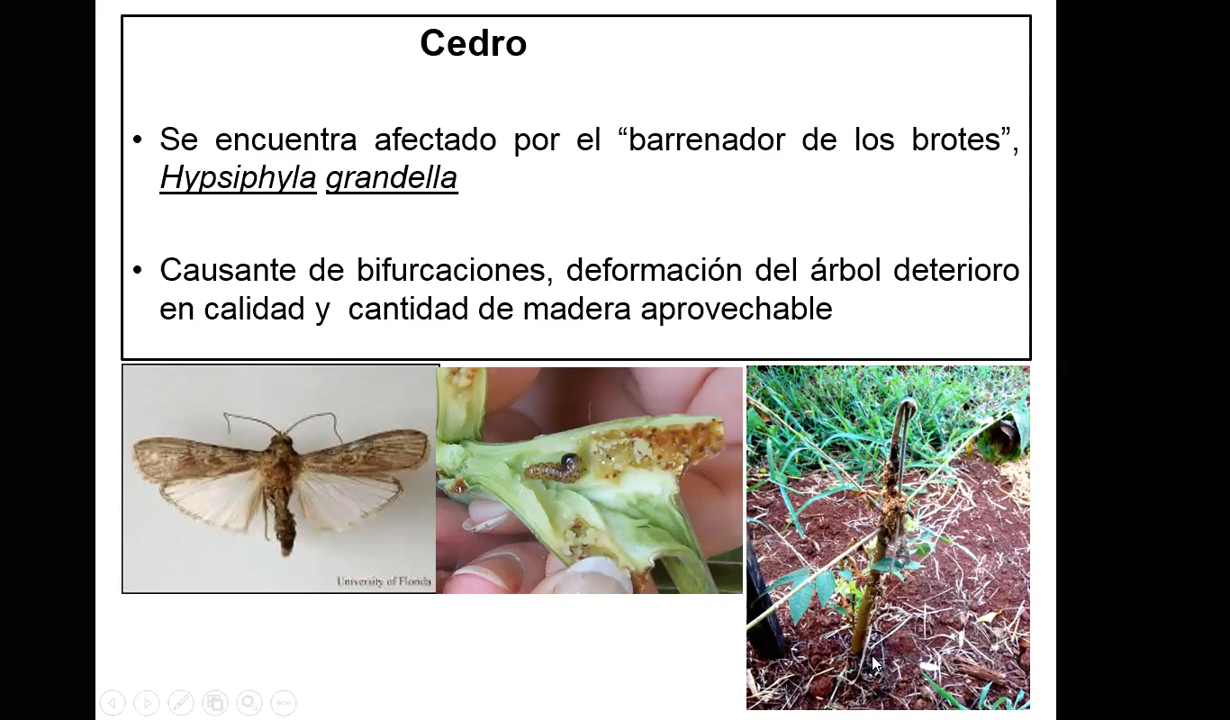 Cedro
• Se encuentra afectado por el “barrenador de los brotes”,
Hypsiphyla grandella
• Causante de bifurcaciones, deformación del árbol deterioro
en calidad y cantidad de madera aprovechable
University of Florida